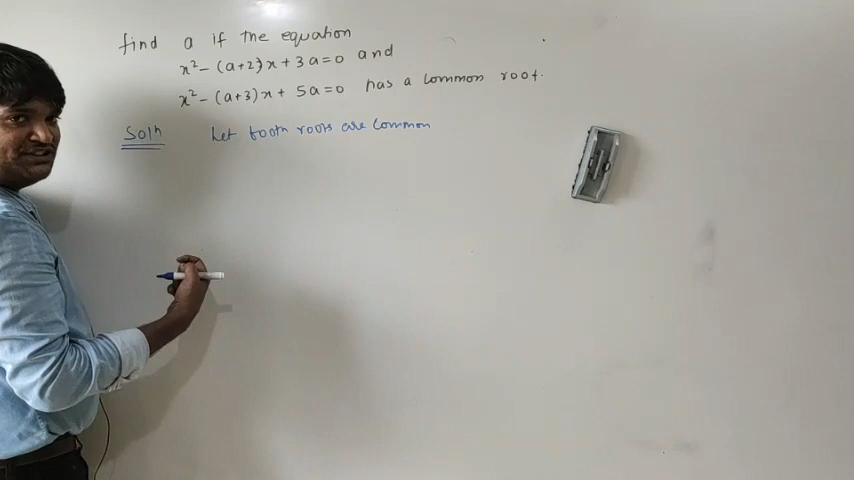 find a if the equation
x² - (a+2)x + 3a = 0 and
x² - (a+3)x + 5a = 0 has a common root.
Solⁿ Let both roots are common